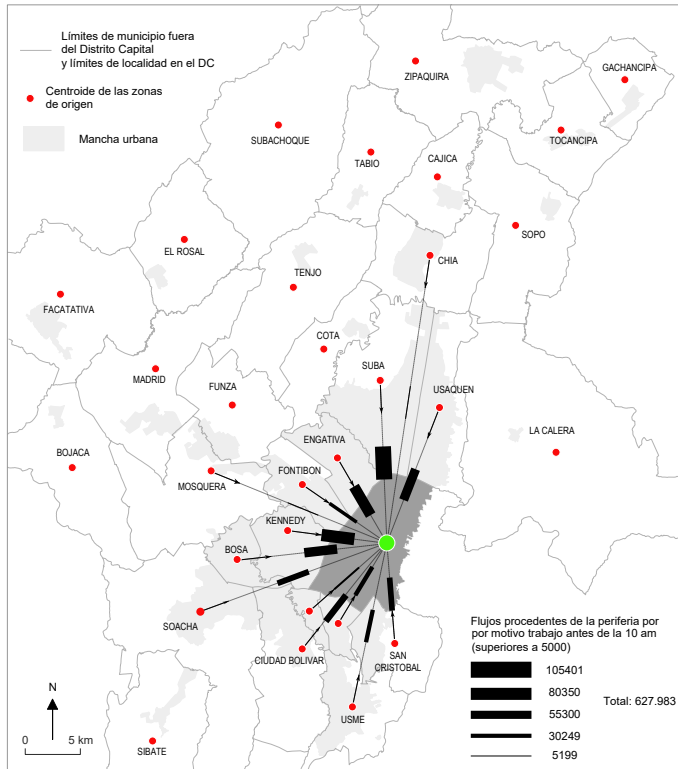 Límites de municipio fuera
del Distrito Capital
y límites de localidad en el DC
Centroide de las zonas
de origen
Mancha urbana
ZIPAQUIRA
GACHANCIPA
TOCANCIPA
SUBACHOQUE
TABIO
CAJICA
SOPO
EL ROSAL
CHIA
TENJO
FACATATIVA
COTA
MADRID
SUBA
FUNZA
USAQUEN
LA CALERA
ENGATIVA
BOJACA
MOSQUERA
FONTIBON
KENNEDY
BOSA
SOACHA
CIUDAD BOLIVAR
SAN
CRISTOBAL
USME
SIBATE
N
5 km
Flujos procedentes de la periferia por
por motivo trabajo antes de la 10 am
(superiores a 5000)
105401
80350
55300
30249
5199
Total: 627.983